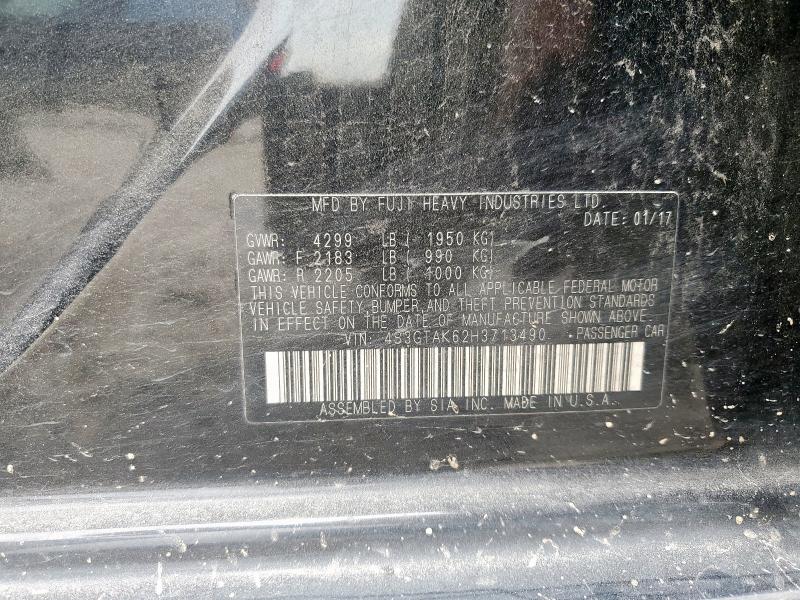 MFD BY FUJI HEAVY INDUSTRIES LTD.
DATE: 01/17
GVWR: 4299 LB ( 1950 KG)
GAWR: F 2183 LB ( 990 KG)
GAWR: R 2205 LB ( 1000 KG)
THIS VEHICLE CONFORMS TO ALL APPLICABLE FEDERAL MOTOR
VEHICLE SAFETY, BUMPER, AND THEFT PREVENTION STANDARDS
IN EFFECT ON THE DATE OF MANUFACTURE SHOWN ABOVE.
VIN: 4S3GTAK62H3713490 PASSENGER CAR
ASSEMBLED BY SIA, INC. MADE IN U.S.A.